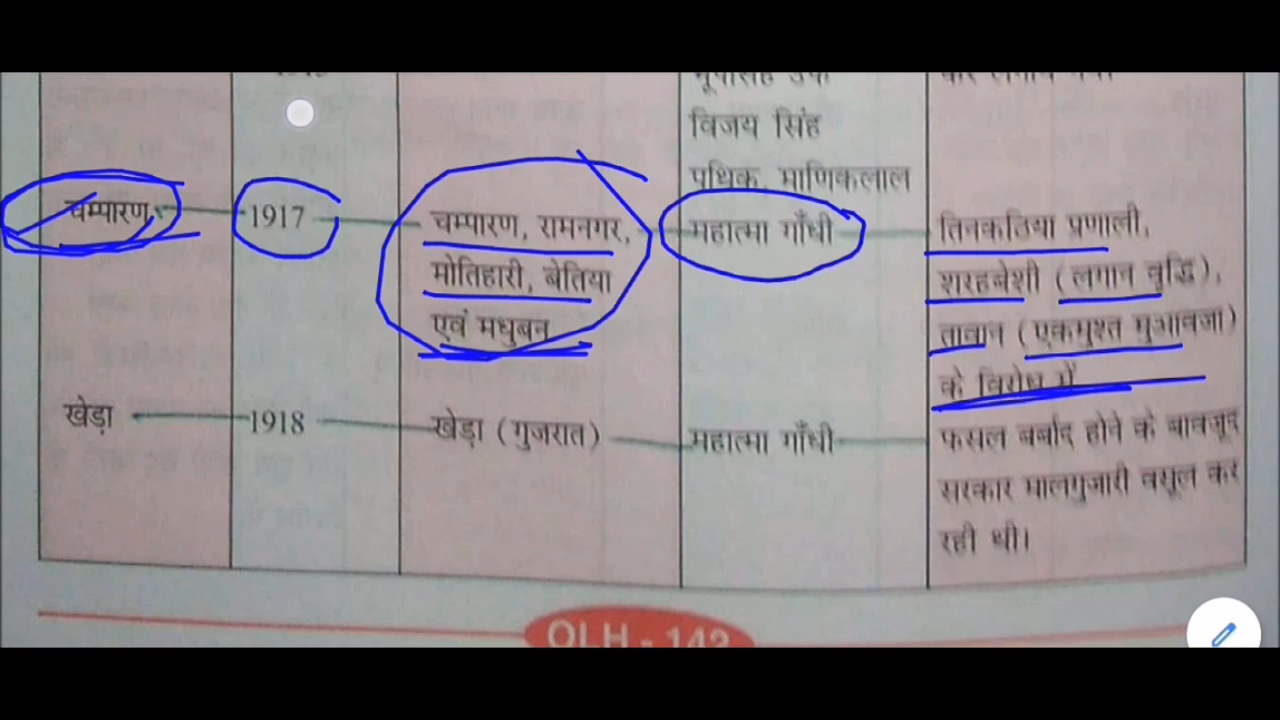 विजय सिंह
पथिक, माणिकलाल
चम्पारण 1917 चम्पारण, रामनगर, महात्मा गाँधी तिनकठिया प्रणाली,
मोतिहारी, बेतिया शरहबेशी (लगान वृद्धि),
एवं मधुबन तावान (एकमुश्त मुआवजा)
के विरोध में
खेड़ा 1918 खेड़ा (गुजरात) महात्मा गाँधी फसल बर्बाद होने के बावजूद
सरकार मालगुजारी वसूल कर
रही थी।